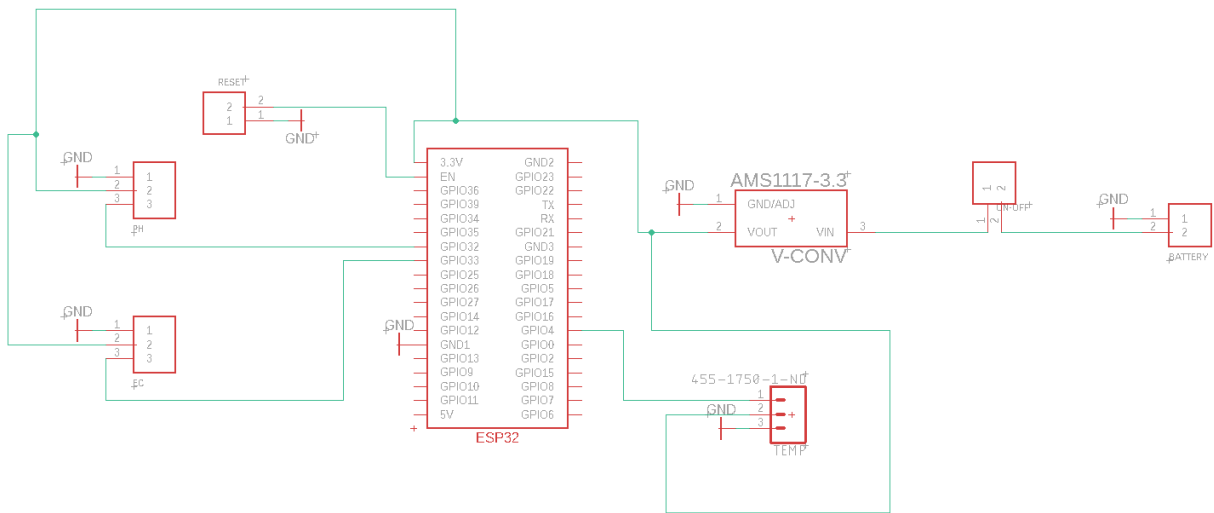 RESET
2 2
1 1
GND
GND
1 1
2 2
3 3
PH
GND
1 1
2 2
3 3
EC
3,3V GND2
EN GPIO23
GPIO36 GPIO22
GPIO39 TX
GPIO34 RX
GPIO35 GPIO21
GPIO32 GND3
GPIO33 GPIO19
GPIO25 GPIO18
GPIO26 GPIO5
GPIO27 GPIO17
GPIO14 GPIO16
GPIO12 GPIO4
GND
GND1 GPIO0
GPIO13 GPIO2
GPIO9 GPIO15
GPIO10 GPIO8
GPIO11 GPIO7
5V GPIO6
ESP32
AMS1117-3.3
GND
1 GND/ADJ
2 VOUT VIN 3
V-CONV
1 2
ON-OFF
1 2
GND
1 1
2 2
BATTERY
455-1750-1-ND
1
GND 2
3
TEMP